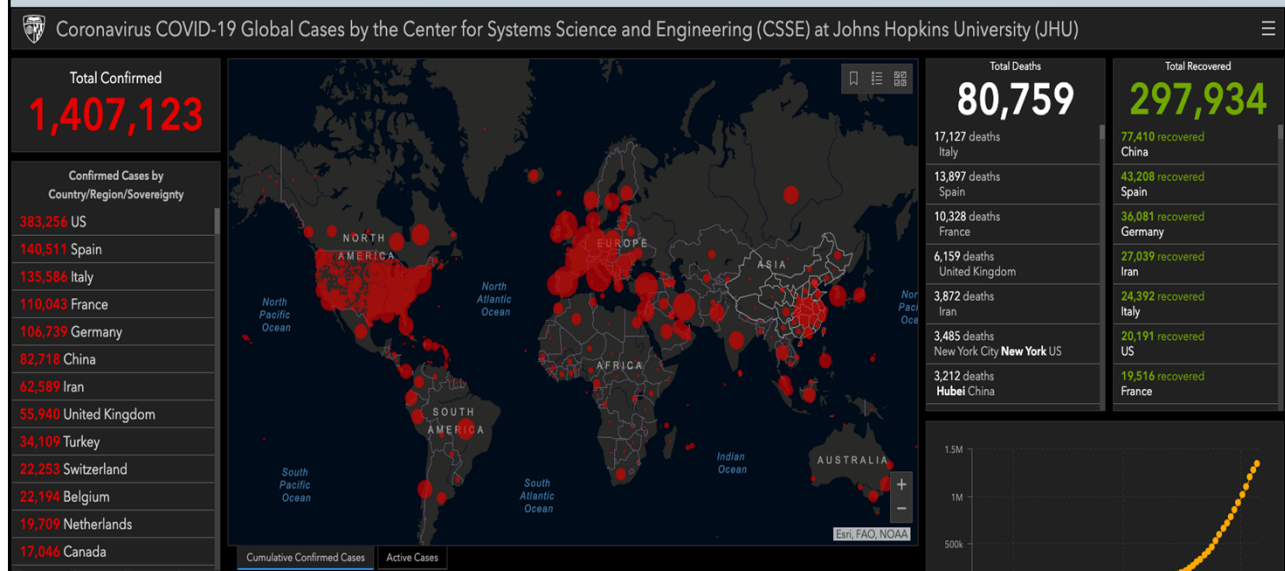 Coronavirus COVID-19 Global Cases by the Center for Systems Science and Engineering (CSSE) at Johns Hopkins University (JHU)
Total Confirmed
1,407,123
Confirmed Cases by
Country/Region/Sovereignty
383,256 US
140,511 Spain
135,586 Italy
110,043 France
106,739 Germany
82,718 China
62,589 Iran
55,940 United Kingdom
34,109 Turkey
22,253 Switzerland
22,194 Belgium
19,709 Netherlands
17,046 Canada
NORTH
AMERICA
EUROPE
ASIA
North
Pacific
Ocean
North
Atlantic
Ocean
AFRICA
SOUTH
AMERICA
Indian
Ocean
AUSTRALIA
South
Pacific
Ocean
South
Atlantic
Ocean
Nor
Paci
Oce
+
−
Esri, FAO, NOAA
Cumulative Confirmed Cases
Active Cases
Total Deaths
80,759
17,127 deaths
Italy
13,897 deaths
Spain
10,328 deaths
France
6,159 deaths
United Kingdom
3,872 deaths
Iran
3,485 deaths
New York City New York US
3,212 deaths
Hubei China
Total Recovered
297,934
77,410 recovered
China
43,208 recovered
Spain
36,081 recovered
Germany
27,039 recovered
Iran
24,392 recovered
Italy
20,191 recovered
US
19,516 recovered
France
1.5M
1M
500k